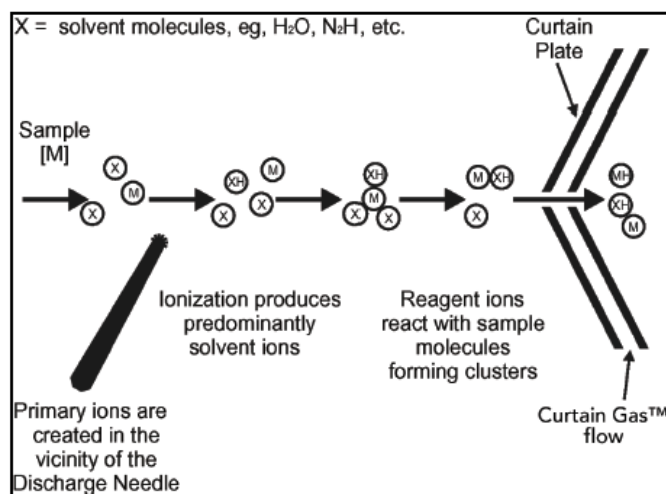 X = solvent molecules, eg, H₂O, N₂H, etc.
Curtain
Plate
Sample
[M]
X
M
X
XH
M
X
X
XH
M
X
X
M
XH
X
MH
XH
M
Ionization produces
predominantly
solvent ions
Reagent ions
react with sample
molecules
forming clusters
Primary ions are
created in the
vicinity of the
Discharge Needle
Curtain Gas™
flow